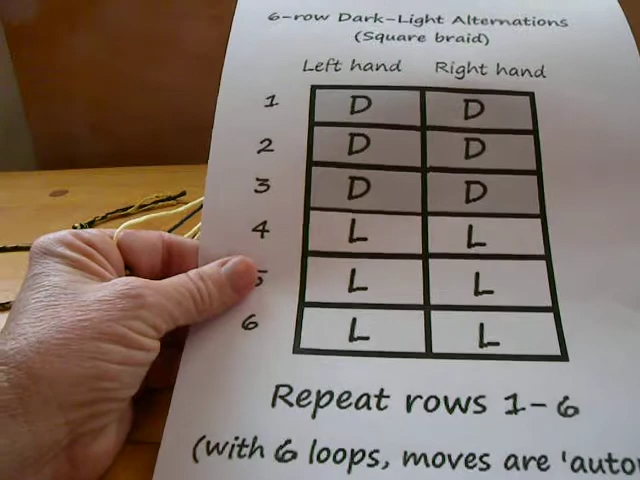 6-row Dark-Light Alternations
(Square braid)
Left hand Right hand
1 D D
2 D D
3 D D
4 L L
5 L L
6 L L
Repeat rows 1-6
(with 6 loops, moves are